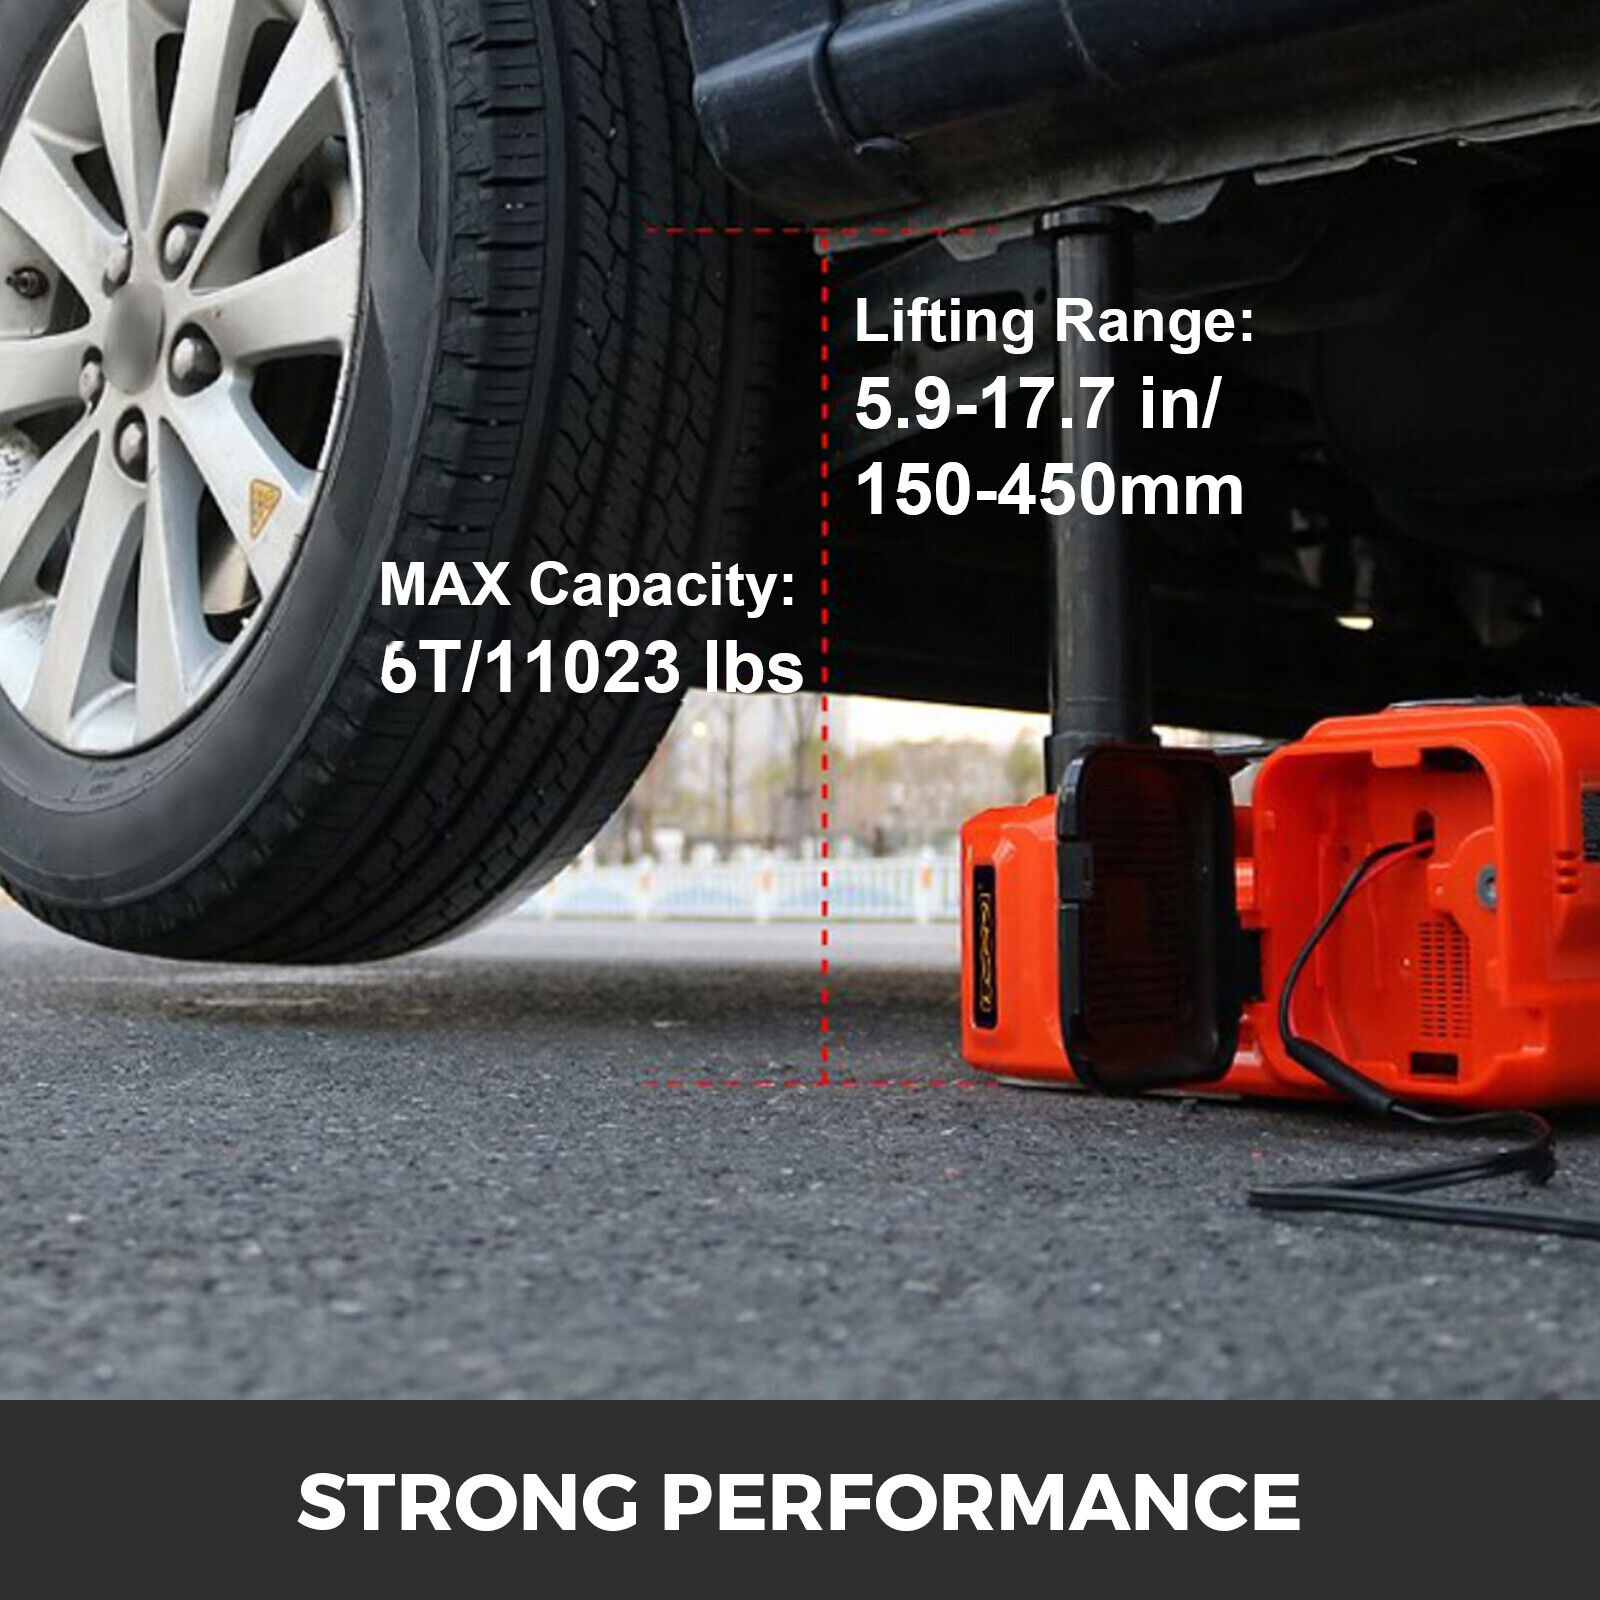 Lifting Range:
5.9-17.7 in/
150-450mm
MAX Capacity:
6T/11023 lbs
STRONG PERFORMANCE